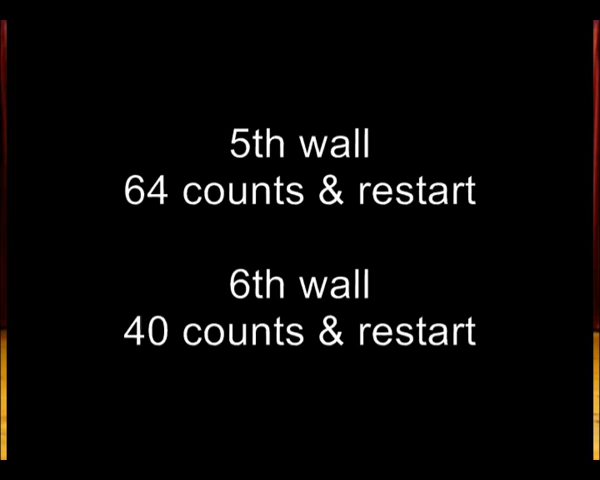 5th wall
64 counts & restart
6th wall
40 counts & restart